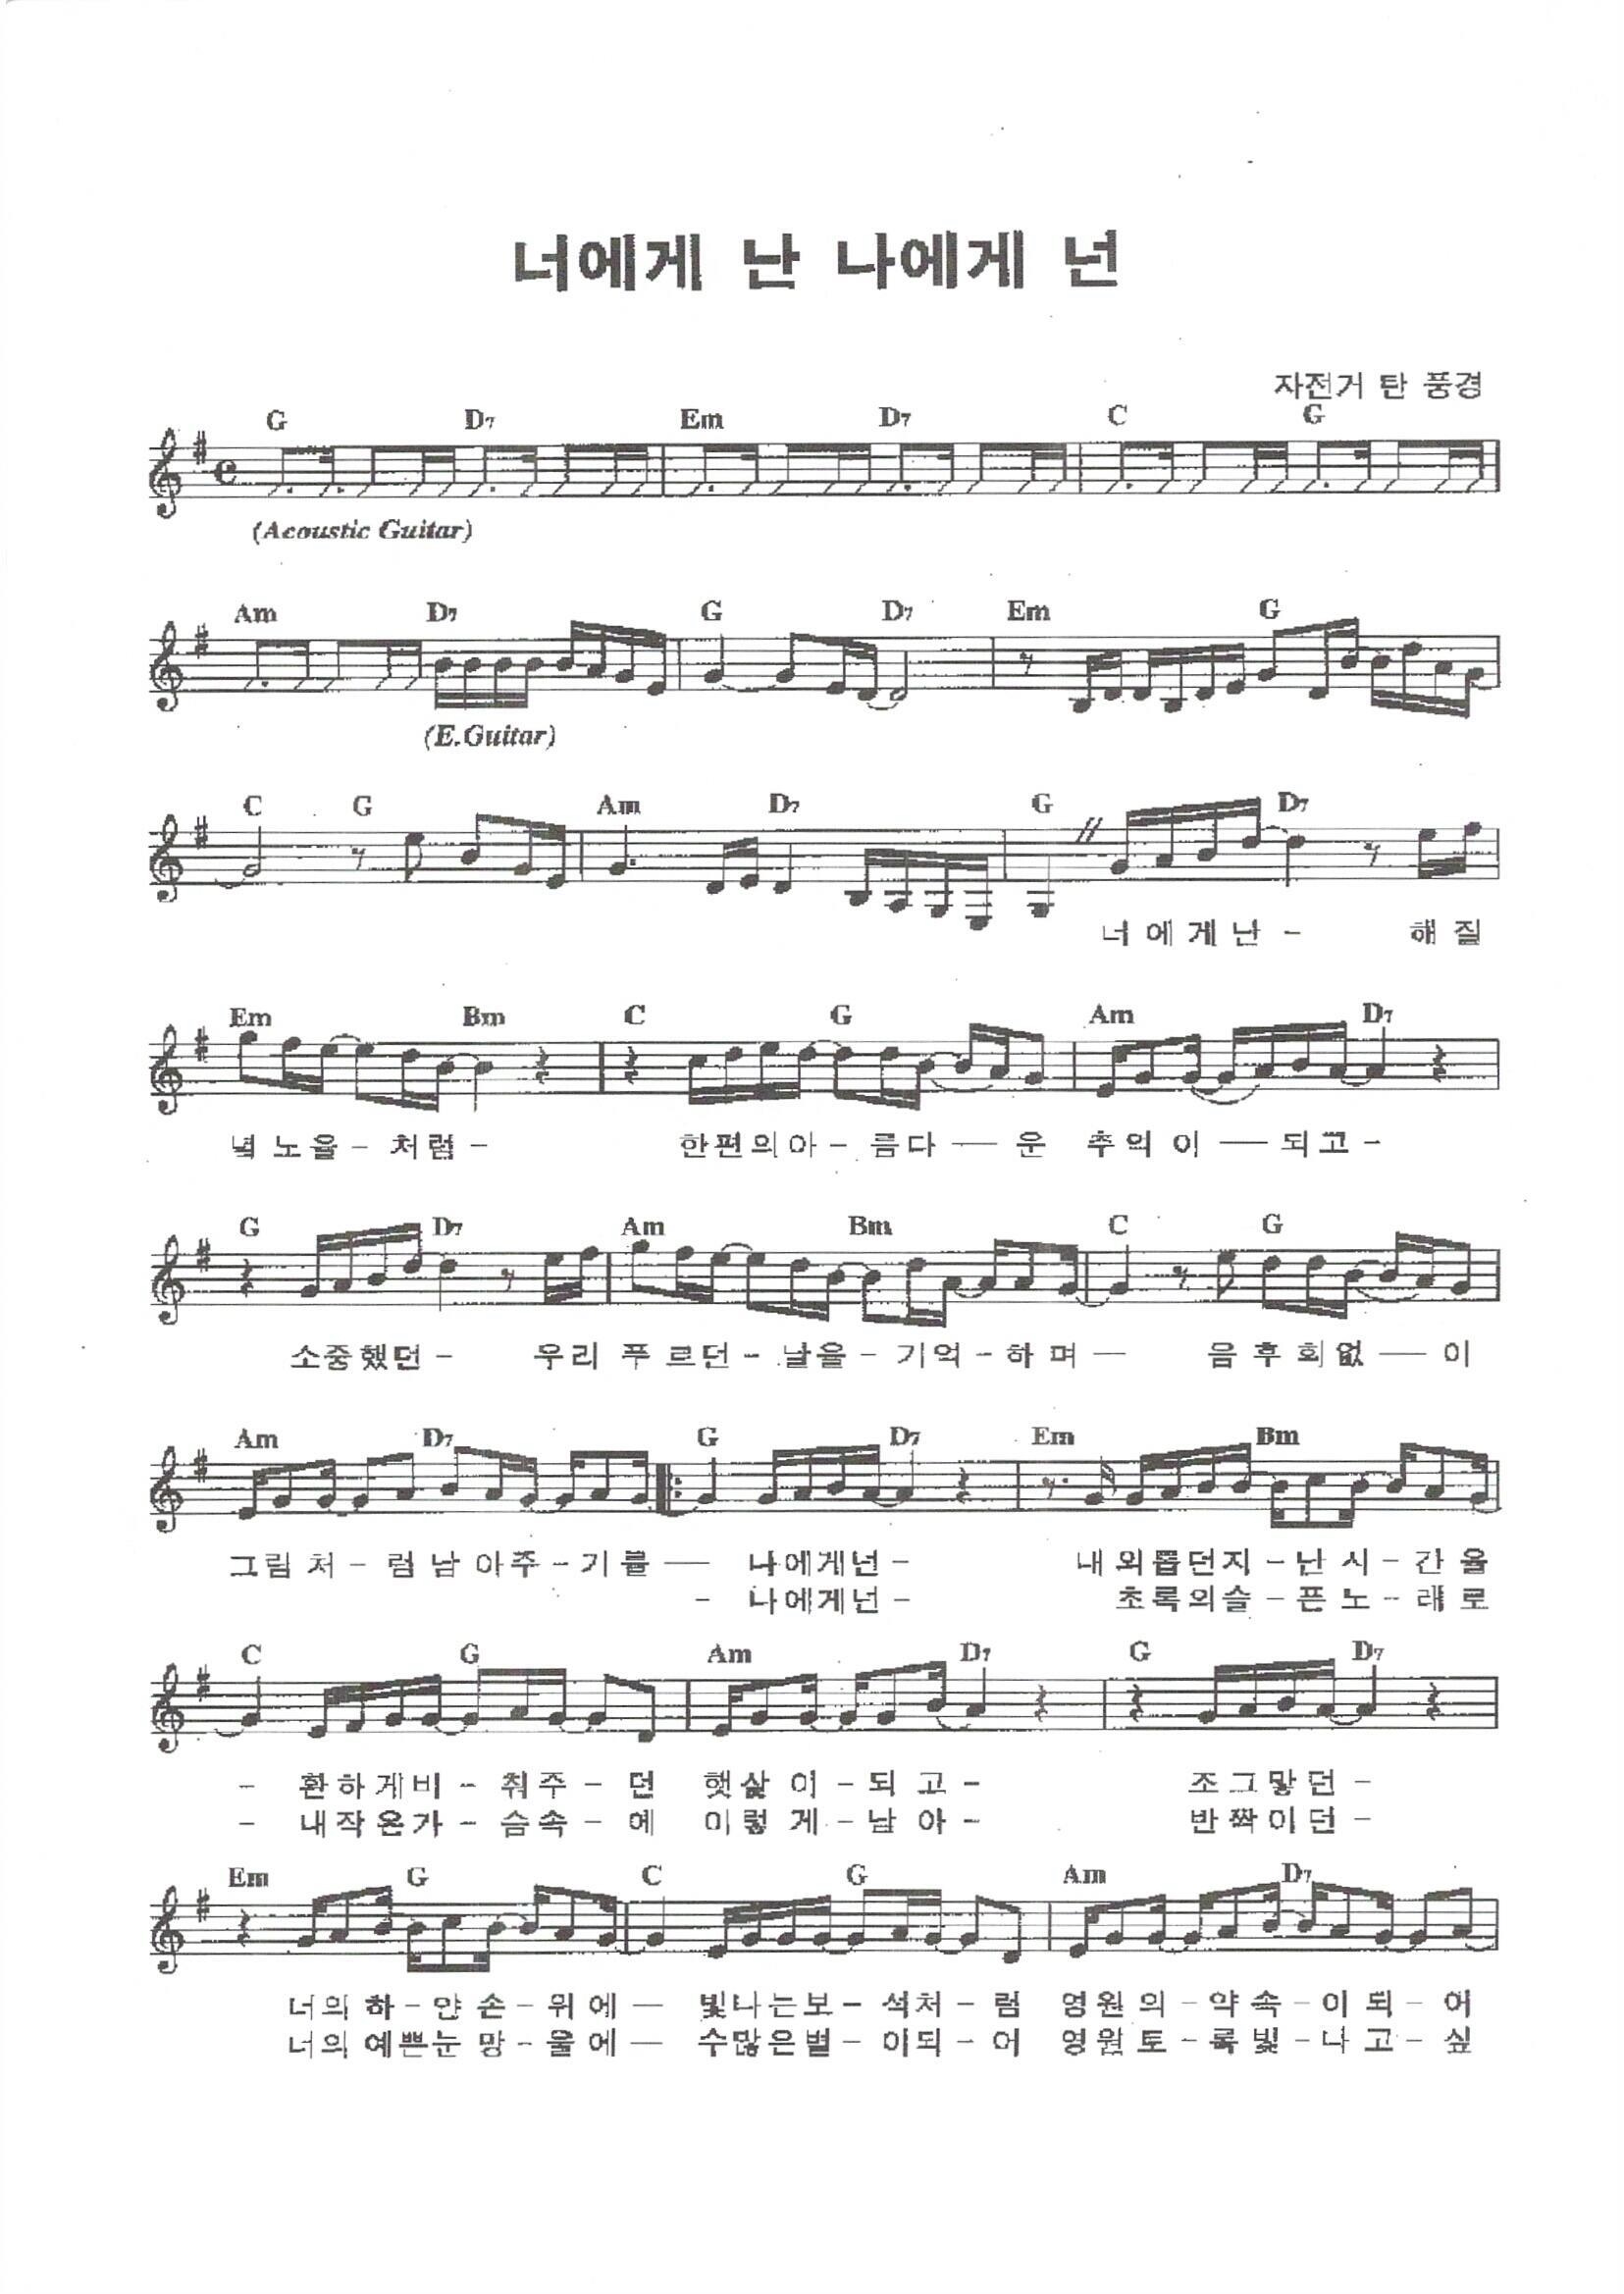 너에게 난 나에게 넌
자전거 탄 풍경
G D7 Em D7 C G
(Acoustic Guitar)
Am D7 G D7 Em G
(E.Guitar)
C G Am D7 G D7
너에게난 - 해질
Em Bm C G Am D7
녘노을 - 처럼 - 한편의아 - 름다 — 운 추억이 — 되고 -
G D7 Am Bm C G
소중했던 - 우리 푸르던 - 날을 - 기억 - 하며 — 음후회없 — 이
Am D7 G D7 Em Bm
그림처 - 럼남아주 - 기를 — 나에게넌 - 내외롭던지 - 난시 - 간을
- 나에게넌 - 초록의슬 - 픈노 - 래로
C G Am D7 G D7
- 환하게비 - 춰주 - 던 햇살이 - 되고 - 조그맣던 -
- 내작은가 - 슴속 - 에 이렇게 - 남아 - 반짝이던 -
Em G C G Am D7
너의하 - 얀손 - 위에 — 빛나는보 - 석처 - 럼 영원의 - 약속 - 이되 - 어
너의예쁜눈망 - 울에 — 수많은별 - 이되 - 어 영원토 - 록빛 - 나고 - 싶